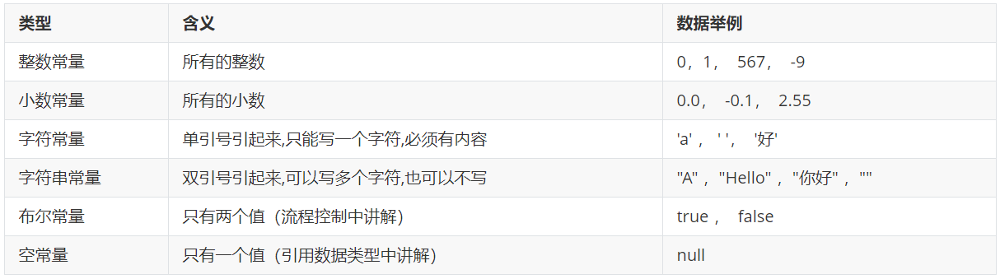 类型 含义 数据举例
整数常量 所有的整数 0，1， 567， -9
小数常量 所有的小数 0.0， -0.1， 2.55
字符常量 单引号引起来,只能写一个字符,必须有内容 'a' ， ' '， '好'
字符串常量 双引号引起来,可以写多个字符,也可以不写 "A" ，"Hello" ，"你好" ，""
布尔常量 只有两个值（流程控制中讲解） true ， false
空常量 只有一个值（引用数据类型中讲解） null